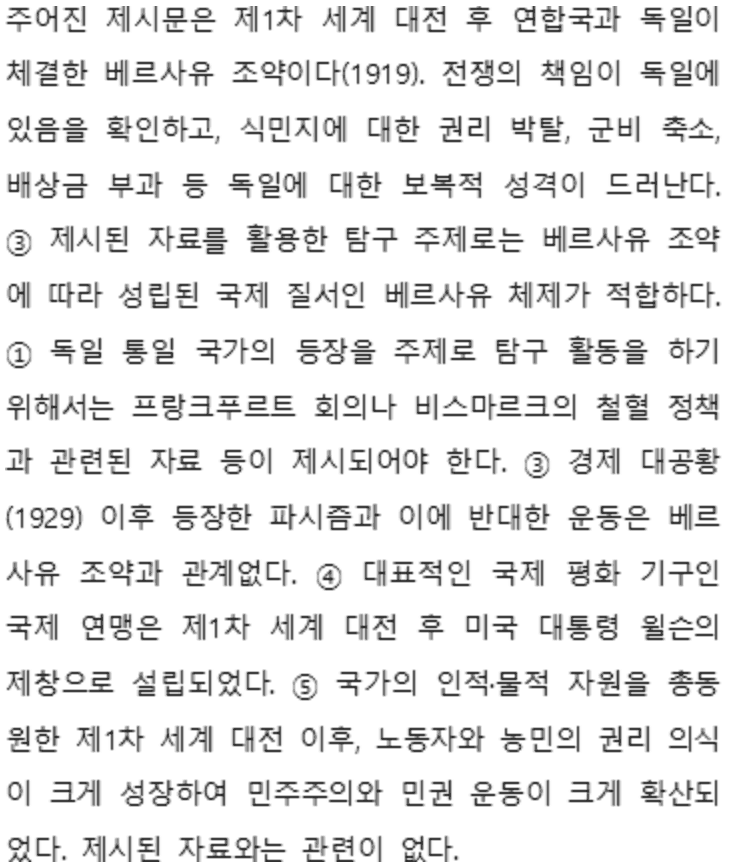 주어진 제시문은 제1차 세계 대전 후 연합국과 독일이
체결한 베르사유 조약이다(1919). 전쟁의 책임이 독일에
있음을 확인하고, 식민지에 대한 권리 박탈, 군비 축소,
배상금 부과 등 독일에 대한 보복적 성격이 드러난다.
③ 제시된 자료를 활용한 탐구 주제로는 베르사유 조약
에 따라 성립된 국제 질서인 베르사유 체제가 적합하다.
① 독일 통일 국가의 등장을 주제로 탐구 활동을 하기
위해서는 프랑크푸르트 회의나 비스마르크의 철혈 정책
과 관련된 자료 등이 제시되어야 한다. ③ 경제 대공황
(1929) 이후 등장한 파시즘과 이에 반대한 운동은 베르
사유 조약과 관계없다. ④ 대표적인 국제 평화 기구인
국제 연맹은 제1차 세계 대전 후 미국 대통령 윌슨의
제창으로 설립되었다. ⑤ 국가의 인적·물적 자원을 총동
원한 제1차 세계 대전 이후, 노동자와 농민의 권리 의식
이 크게 성장하여 민주주의와 민권 운동이 크게 확산되
었다. 제시된 자료와는 관련이 없다.